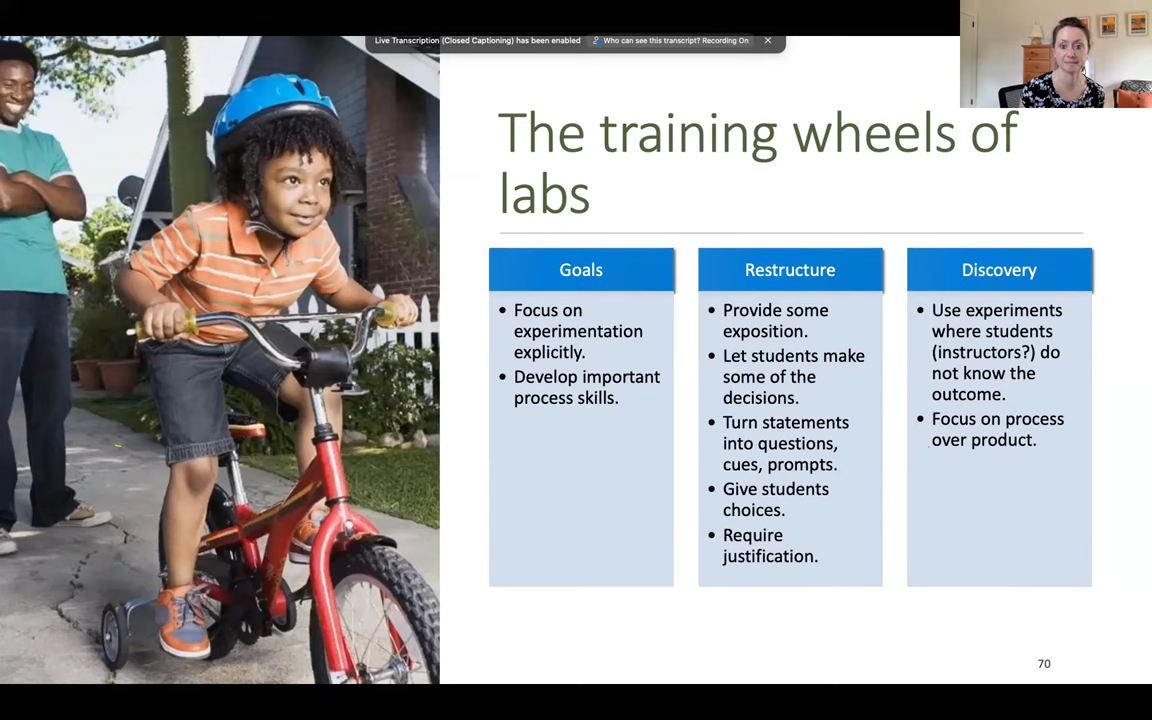 Live Transcription (Closed Captioning) has been enabled
Who can see this transcript? Recording On
The training wheels of
labs
Goals
• Focus on
experimentation
explicitly.
• Develop important
process skills.
Restructure
• Provide some
exposition.
• Let students make
some of the
decisions.
• Turn statements
into questions,
cues, prompts.
• Give students
choices.
• Require
justification.
Discovery
• Use experiments
where students
(instructors?) do
not know the
outcome.
• Focus on process
over product.
70